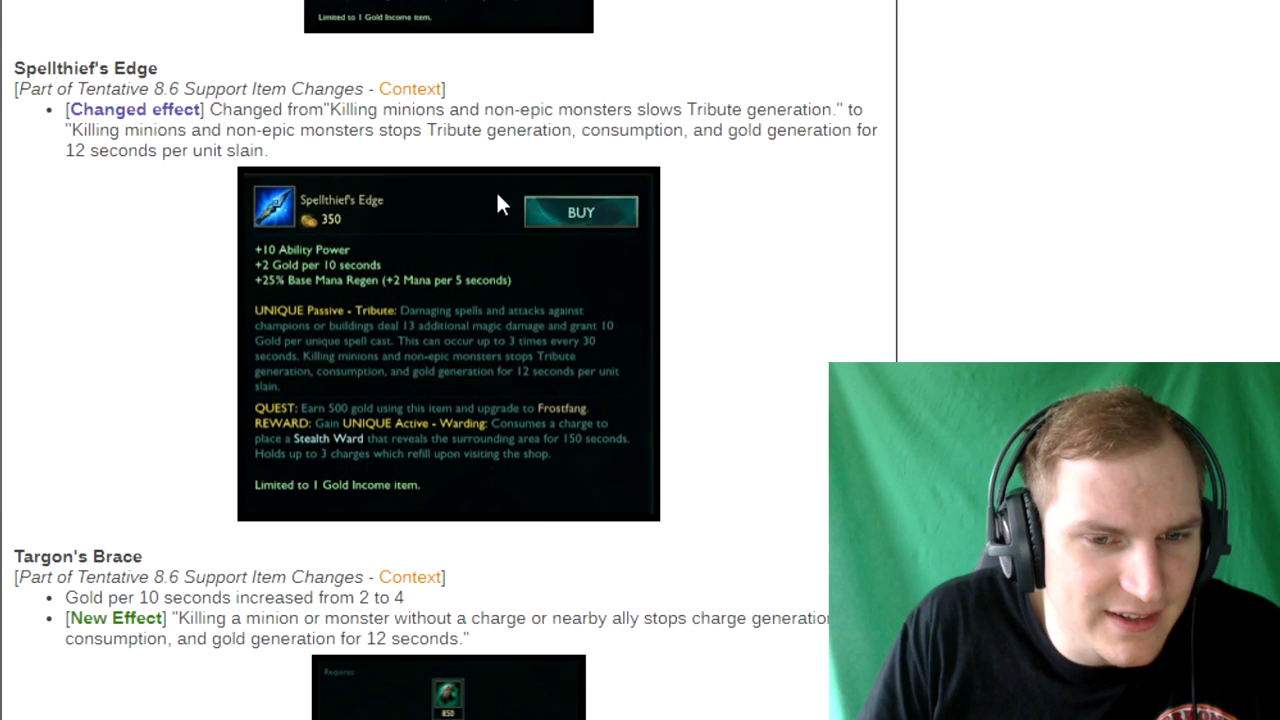 Limited to 1 Gold Income item.
Spellthief's Edge
[Part of Tentative 8.6 Support Item Changes - Context]
• [Changed effect] Changed from"Killing minions and non-epic monsters slows Tribute generation." to
"Killing minions and non-epic monsters stops Tribute generation, consumption, and gold generation for
12 seconds per unit slain.
Spellthief's Edge
350
BUY
+10 Ability Power
+2 Gold per 10 seconds
+25% Base Mana Regen (+2 Mana per 5 seconds)
UNIQUE Passive - Tribute: Damaging spells and attacks against
champions or buildings deal 13 additional magic damage and grant 10
Gold per unique spell cast. This can occur up to 3 times every 30
seconds. Killing minions and non-epic monsters stops Tribute
generation, consumption, and gold generation for 12 seconds per unit
slain.
QUEST: Earn 500 gold using this item and upgrade to Frostfang.
REWARD: Gain UNIQUE Active - Warding: Consumes a charge to
place a Stealth Ward that reveals the surrounding area for 150 seconds.
Holds up to 3 charges which refill upon visiting the shop.
Limited to 1 Gold Income item.
Targon's Brace
[Part of Tentative 8.6 Support Item Changes - Context]
• Gold per 10 seconds increased from 2 to 4
• [New Effect] "Killing a minion or monster without a charge or nearby ally stops charge generation
consumption, and gold generation for 12 seconds."
Requires:
850